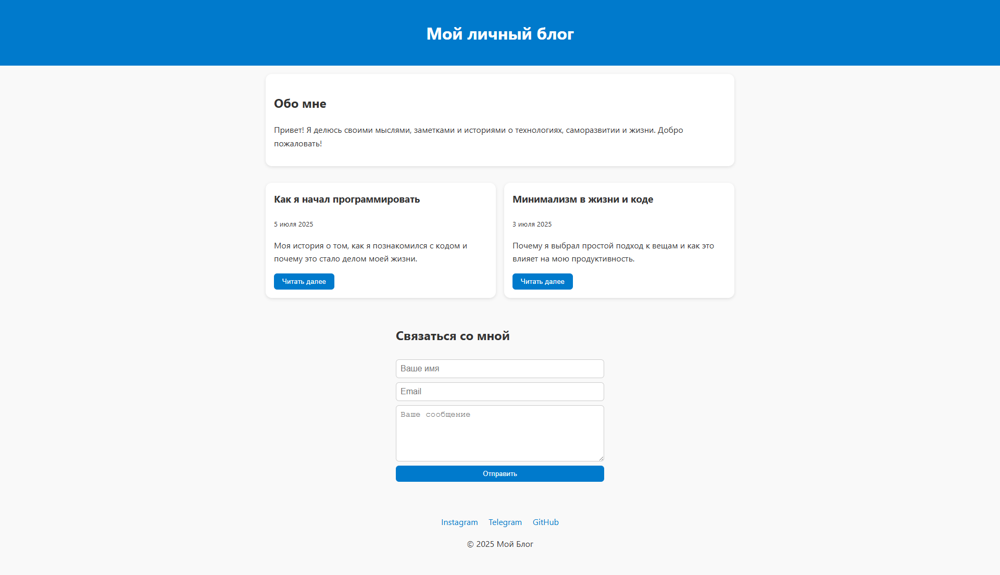 Мой личный блог
Обо мне
Привет! Я делюсь своими мыслями, заметками и историями о технологиях, саморазвитии и жизни. Добро
пожаловать!
Как я начал программировать
5 июля 2025
Моя история о том, как я познакомился с кодом и
почему это стало делом моей жизни.
Читать далее
Минимализм в жизни и коде
3 июля 2025
Почему я выбрал простой подход к вещам и как это
влияет на мою продуктивность.
Читать далее
Связаться со мной
Ваше имя
Email
Ваше сообщение
Отправить
Instagram Telegram GitHub
© 2025 Мой Блог